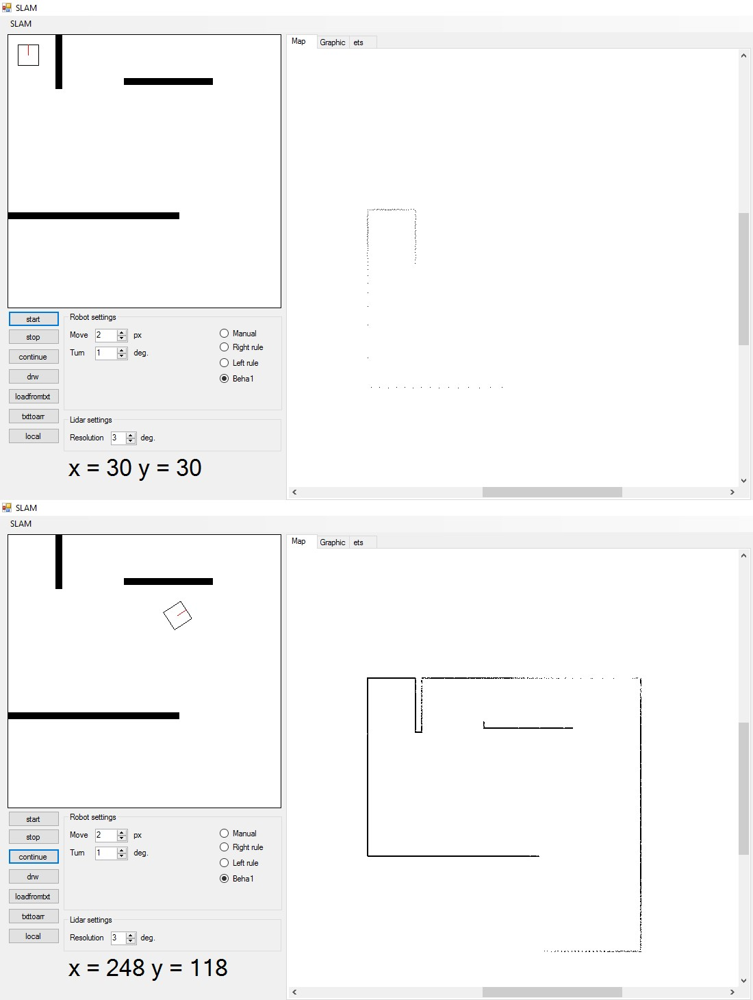 SLAM
SLAM
Map Graphic ets
start
stop
continue
drw
loadfromtxt
txttoarr
local
Robot settings
Move 2 px
Turn 1 deg.
Manual
Right rule
Left rule
Beha1
Lidar settings
Resolution 3 deg.
x = 30 y = 30
SLAM
SLAM
Map Graphic ets
start
stop
continue
drw
loadfromtxt
txttoarr
local
Robot settings
Move 2 px
Turn 1 deg.
Manual
Right rule
Left rule
Beha1
Lidar settings
Resolution 3 deg.
x = 248 y = 118